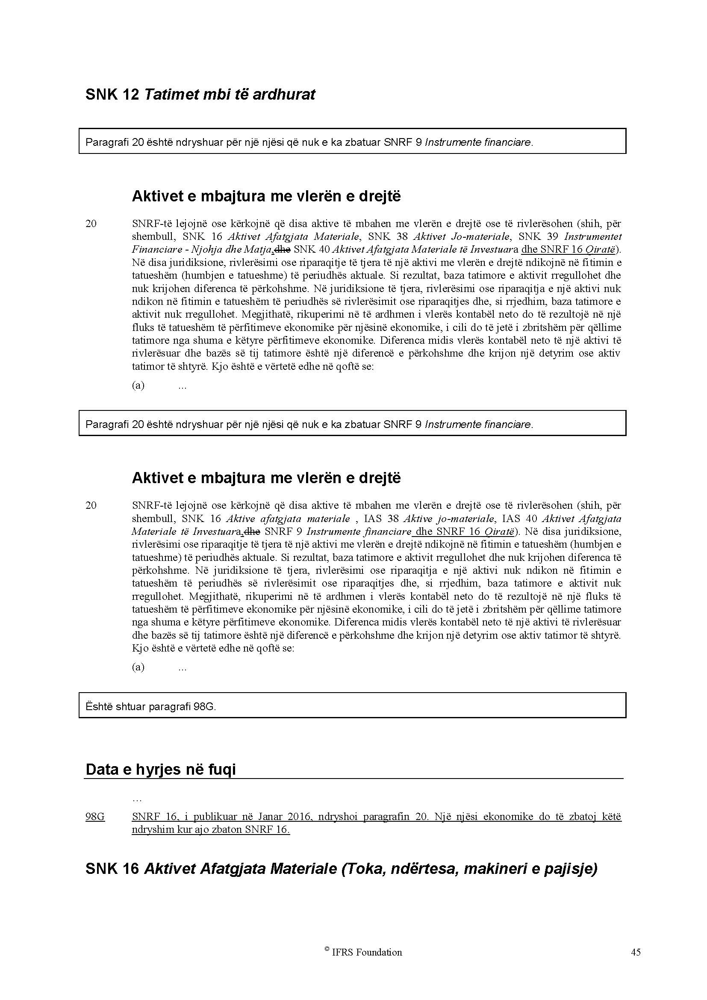 SNK 12 Tatimet mbi të ardhurat
Paragrafi 20 është ndryshuar për një njësi që nuk e ka zbatuar SNRF 9 Instrumente financiare.
Aktivet e mbajtura me vlerën e drejtë
20 SNRF-të lejojnë ose kërkojnë që disa aktive të mbahen me vlerën e drejtë ose të rivlerësohen (shih, për
shembull, SNK 16 Aktivet Afatgjata Materiale, SNK 38 Aktivet Jo-materiale, SNK 39 Instrumentet
Financiare - Njohja dhe Matja,dhe SNK 40 Aktivet Afatgjata Materiale të Investuara dhe SNRF 16 Qiratë).
Në disa juridiksione, rivlerësimi ose riparaqitje të tjera të një aktivi me vlerën e drejtë ndikojnë në fitimin e
tatueshëm (humbjen e tatueshme) të periudhës aktuale. Si rezultat, baza tatimore e aktivit rregullohet dhe
nuk krijohen diferenca të përkohshme. Në juridiksione të tjera, rivlerësimi ose riparaqitja e një aktivi nuk
ndikon në fitimin e tatueshëm të periudhës së rivlerësimit ose riparaqitjes dhe, si rrjedhim, baza tatimore e
aktivit nuk rregullohet. Megjithatë, rikuperimi në të ardhmen i vlerës kontabël neto do të rezultojë në një
fluks të tatueshëm të përfitimeve ekonomike për njësinë ekonomike, i cili do të jetë i zbritshëm për qëllime
tatimore nga shuma e këtyre përfitimeve ekonomike. Diferenca midis vlerës kontabël neto të një aktivi të
rivlerësuar dhe bazës së tij tatimore është një diferencë e përkohshme dhe krijon një detyrim ose aktiv
tatimor të shtyrë. Kjo është e vërtetë edhe në qoftë se:
(a) ...
Paragrafi 20 është ndryshuar për një njësi që nuk e ka zbatuar SNRF 9 Instrumente financiare.
Aktivet e mbajtura me vlerën e drejtë
20 SNRF-të lejojnë ose kërkojnë që disa aktive të mbahen me vlerën e drejtë ose të rivlerësohen (shih, për
shembull, SNK 16 Aktive afatgjata materiale , IAS 38 Aktive jo-materiale, IAS 40 Aktivet Afatgjata
Materiale të Investuara,dhe SNRF 9 Instrumente financiare dhe SNRF 16 Qiratë). Në disa juridiksione,
rivlerësimi ose riparaqitje të tjera të një aktivi me vlerën e drejtë ndikojnë në fitimin e tatueshëm (humbjen e
tatueshme) të periudhës aktuale. Si rezultat, baza tatimore e aktivit rregullohet dhe nuk krijohen diferenca të
përkohshme. Në juridiksione të tjera, rivlerësimi ose riparaqitja e një aktivi nuk ndikon në fitimin e
tatueshëm të periudhës së rivlerësimit ose riparaqitjes dhe, si rrjedhim, baza tatimore e aktivit nuk
rregullohet. Megjithatë, rikuperimi në të ardhmen i vlerës kontabël neto do të rezultojë në një fluks të
tatueshëm të përfitimeve ekonomike për njësinë ekonomike, i cili do të jetë i zbritshëm për qëllime tatimore
nga shuma e këtyre përfitimeve ekonomike. Diferenca midis vlerës kontabël neto të një aktivi të rivlerësuar
dhe bazës së tij tatimore është një diferencë e përkohshme dhe krijon një detyrim ose aktiv tatimor të shtyrë.
Kjo është e vërtetë edhe në qoftë se:
(a) ...
Është shtuar paragrafi 98G.
Data e hyrjes në fuqi
...
98G SNRF 16, i publikuar në Janar 2016, ndryshoi paragrafin 20. Një njësi ekonomike do të zbatoj këtë
ndryshim kur ajo zbaton SNRF 16.
SNK 16 Aktivet Afatgjata Materiale (Toka, ndërtesa, makineri e pajisje)
© IFRS Foundation 45